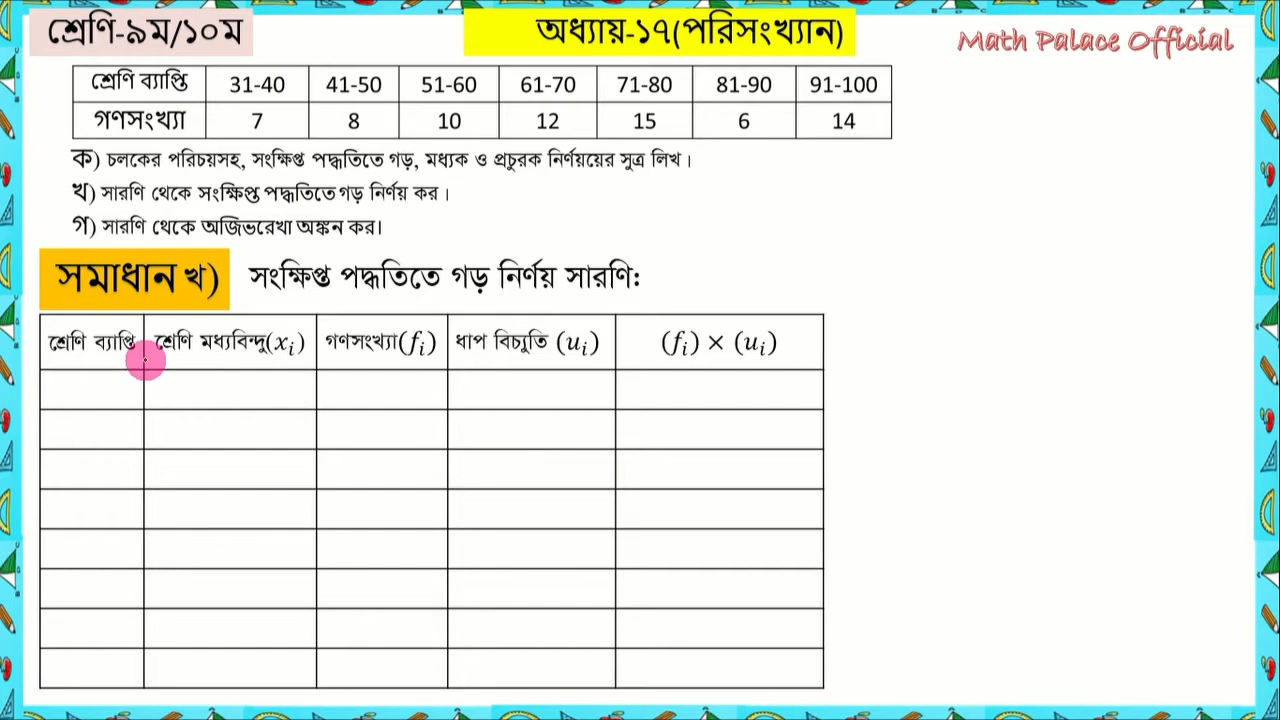 শ্রেণি-৯ম/১০ম
অধ্যায়-১৭(পরিসংখ্যান)
Math Palace Official
শ্রেণি ব্যাপ্তি 31-40 41-50 51-60 61-70 71-80 81-90 91-100
গণসংখ্যা 7 8 10 12 15 6 14
ক) চলকের পরিচয়সহ, সংক্ষিপ্ত পদ্ধতিতে গড়, মধ্যক ও প্রচুরক নির্ণয়য়ের সুত্র লিখ।
খ) সারণি থেকে সংক্ষিপ্ত পদ্ধতিতে গড় নির্ণয় কর।
গ) সারণি থেকে অজিভরেখা অঙ্কন কর।
সমাধান খ) সংক্ষিপ্ত পদ্ধতিতে গড় নির্ণয় সারণি:
শ্রেণি ব্যাপ্তি শ্রেণি মধ্যবিন্দু(xᵢ) গণসংখ্যা(fᵢ) ধাপ বিচ্যুতি (uᵢ) (fᵢ) × (uᵢ)